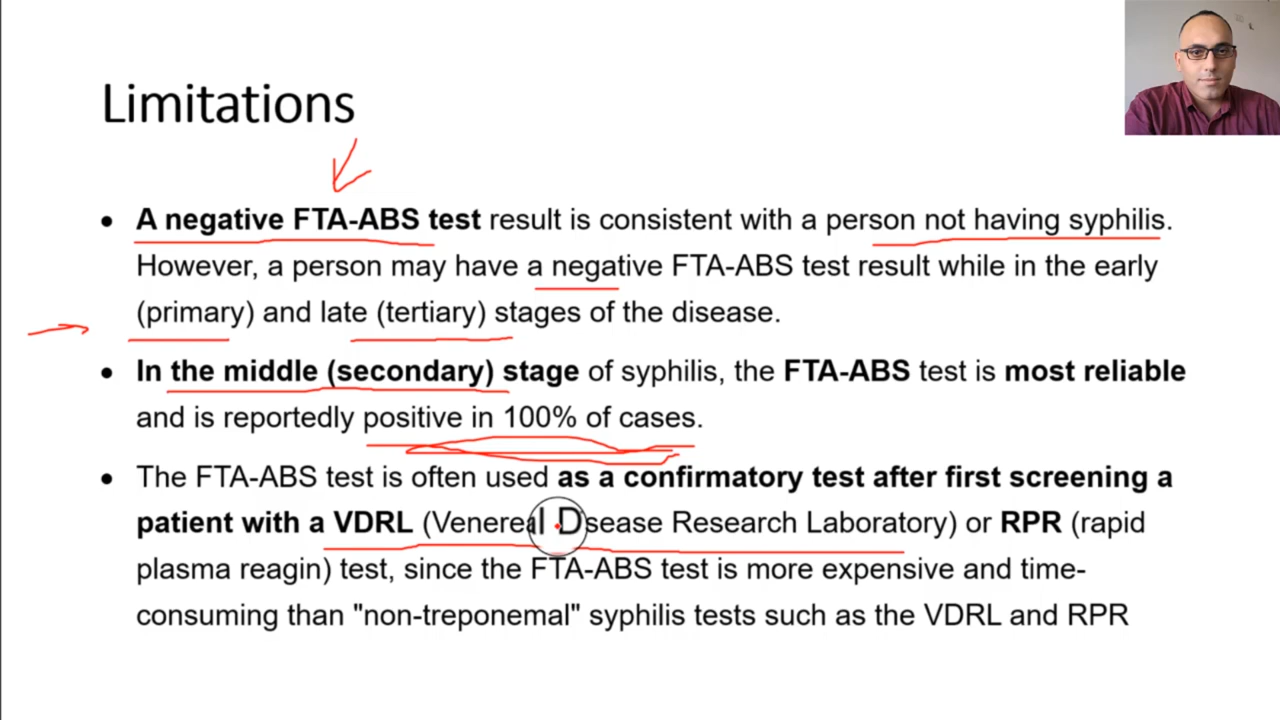 Limitations
• A negative FTA-ABS test result is consistent with a person not having syphilis.
However, a person may have a negative FTA-ABS test result while in the early
(primary) and late (tertiary) stages of the disease.
• In the middle (secondary) stage of syphilis, the FTA-ABS test is most reliable
and is reportedly positive in 100% of cases.
• The FTA-ABS test is often used as a confirmatory test after first screening a
patient with a VDRL (Venereal Dsease Research Laboratory) or RPR (rapid
plasma reagin) test, since the FTA-ABS test is more expensive and time-
consuming than "non-treponemal" syphilis tests such as the VDRL and RPR